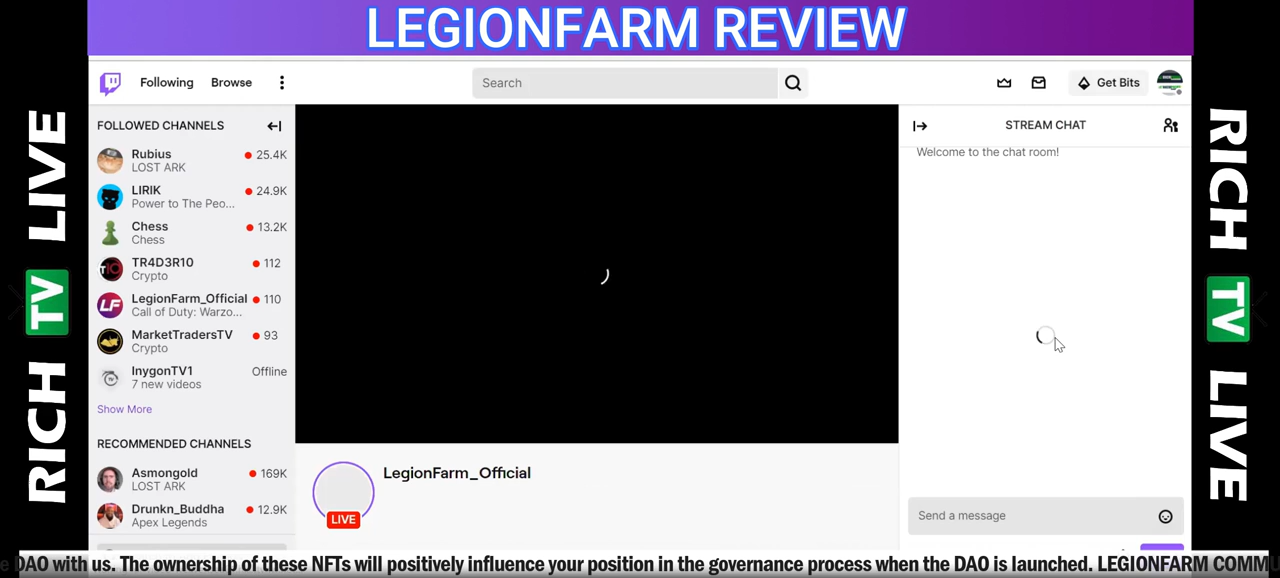 LEGIONFARM REVIEW
RICH TV LIVE
Following
Browse
Search
Get Bits
FOLLOWED CHANNELS
Rubius
25.4K
LOST ARK
LIRIK
24.9K
Power to The Peo...
Chess
13.2K
Chess
TR4D3R10
112
Crypto
LegionFarm_Official
110
Call of Duty: Warzo...
MarketTradersTV
93
Crypto
InygonTV1
Offline
7 new videos
Show More
RECOMMENDED CHANNELS
Asmongold
169K
LOST ARK
Drunkn_Buddha
12.9K
Apex Legends
LegionFarm_Official
LIVE
STREAM CHAT
Welcome to the chat room!
Send a message
RICH TV LIVE
e DAO with us. The ownership of these NFTs will positively influence your position in the governance process when the DAO is launched. LEGIONFARM COMM